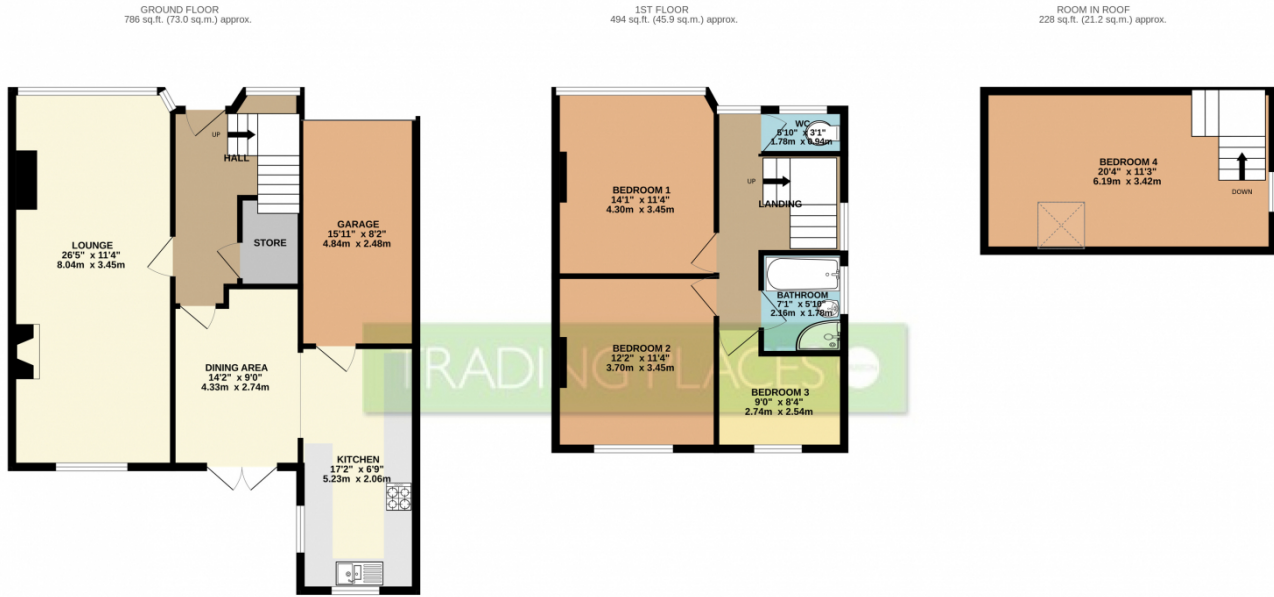 GROUND FLOOR
786 sq.ft. (73.0 sq.m.) approx.
1ST FLOOR
494 sq.ft. (45.9 sq.m.) approx.
ROOM IN ROOF
228 sq.ft. (21.2 sq.m.) approx.
UP
HALL
LOUNGE
26'5" x 11'4"
8.04m x 3.45m
STORE
GARAGE
15'11" x 8'2"
4.84m x 2.48m
DINING AREA
14'2" x 9'0"
4.33m x 2.74m
KITCHEN
17'2" x 6'9"
5.23m x 2.06m
WC
5'10" x 3'1"
1.78m x 0.94m
BEDROOM 1
14'1" x 11'4"
4.30m x 3.45m
UP
LANDING
BATHROOM
7'1" x 5'10"
2.16m x 1.78m
BEDROOM 2
12'2" x 11'4"
3.70m x 3.45m
BEDROOM 3
9'0" x 8'4"
2.74m x 2.54m
BEDROOM 4
20'4" x 11'3"
6.19m x 3.42m
DOWN
TRADING PLACES